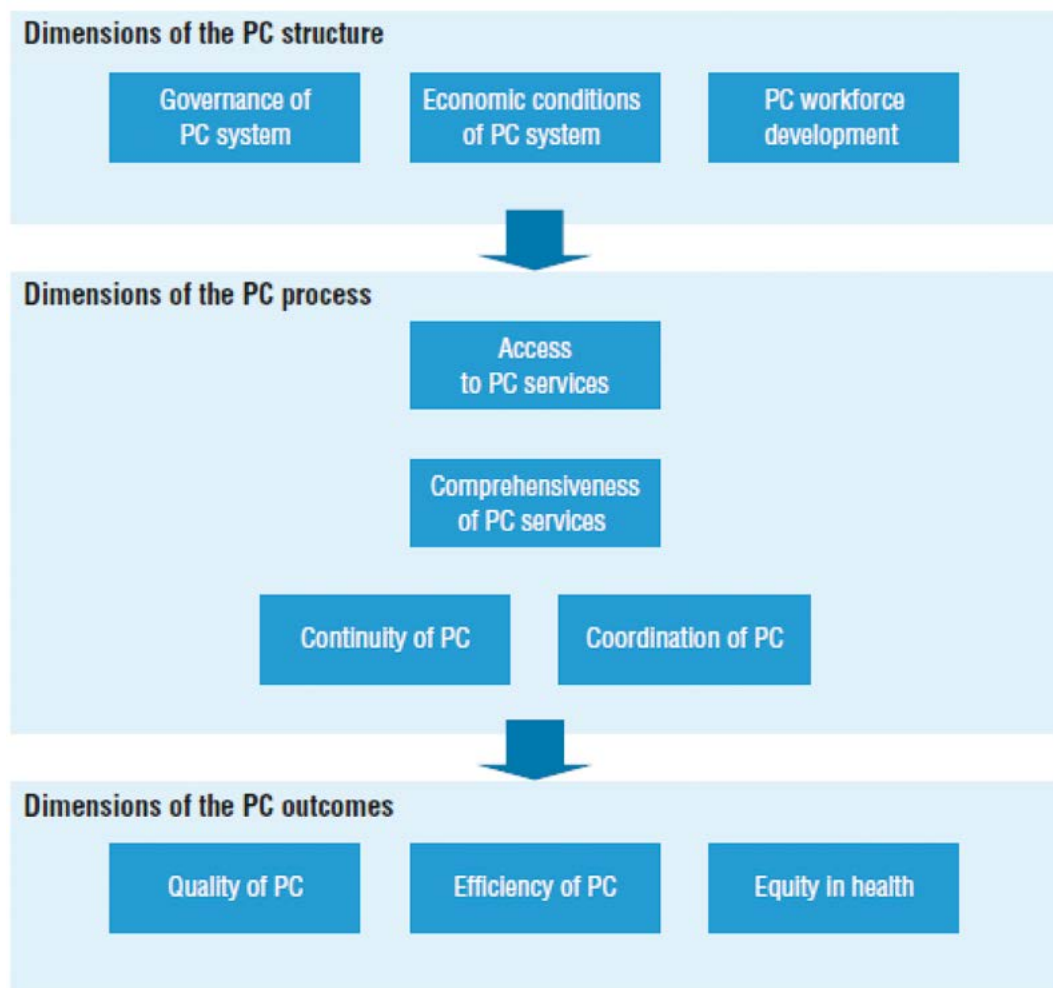 Dimensions of the PC structure
Governance of
PC system
Economic conditions
of PC system
PC workforce
development
Dimensions of the PC process
Access
to PC services
Comprehensiveness
of PC services
Continuity of PC
Coordination of PC
Dimensions of the PC outcomes
Quality of PC
Efficiency of PC
Equity in health